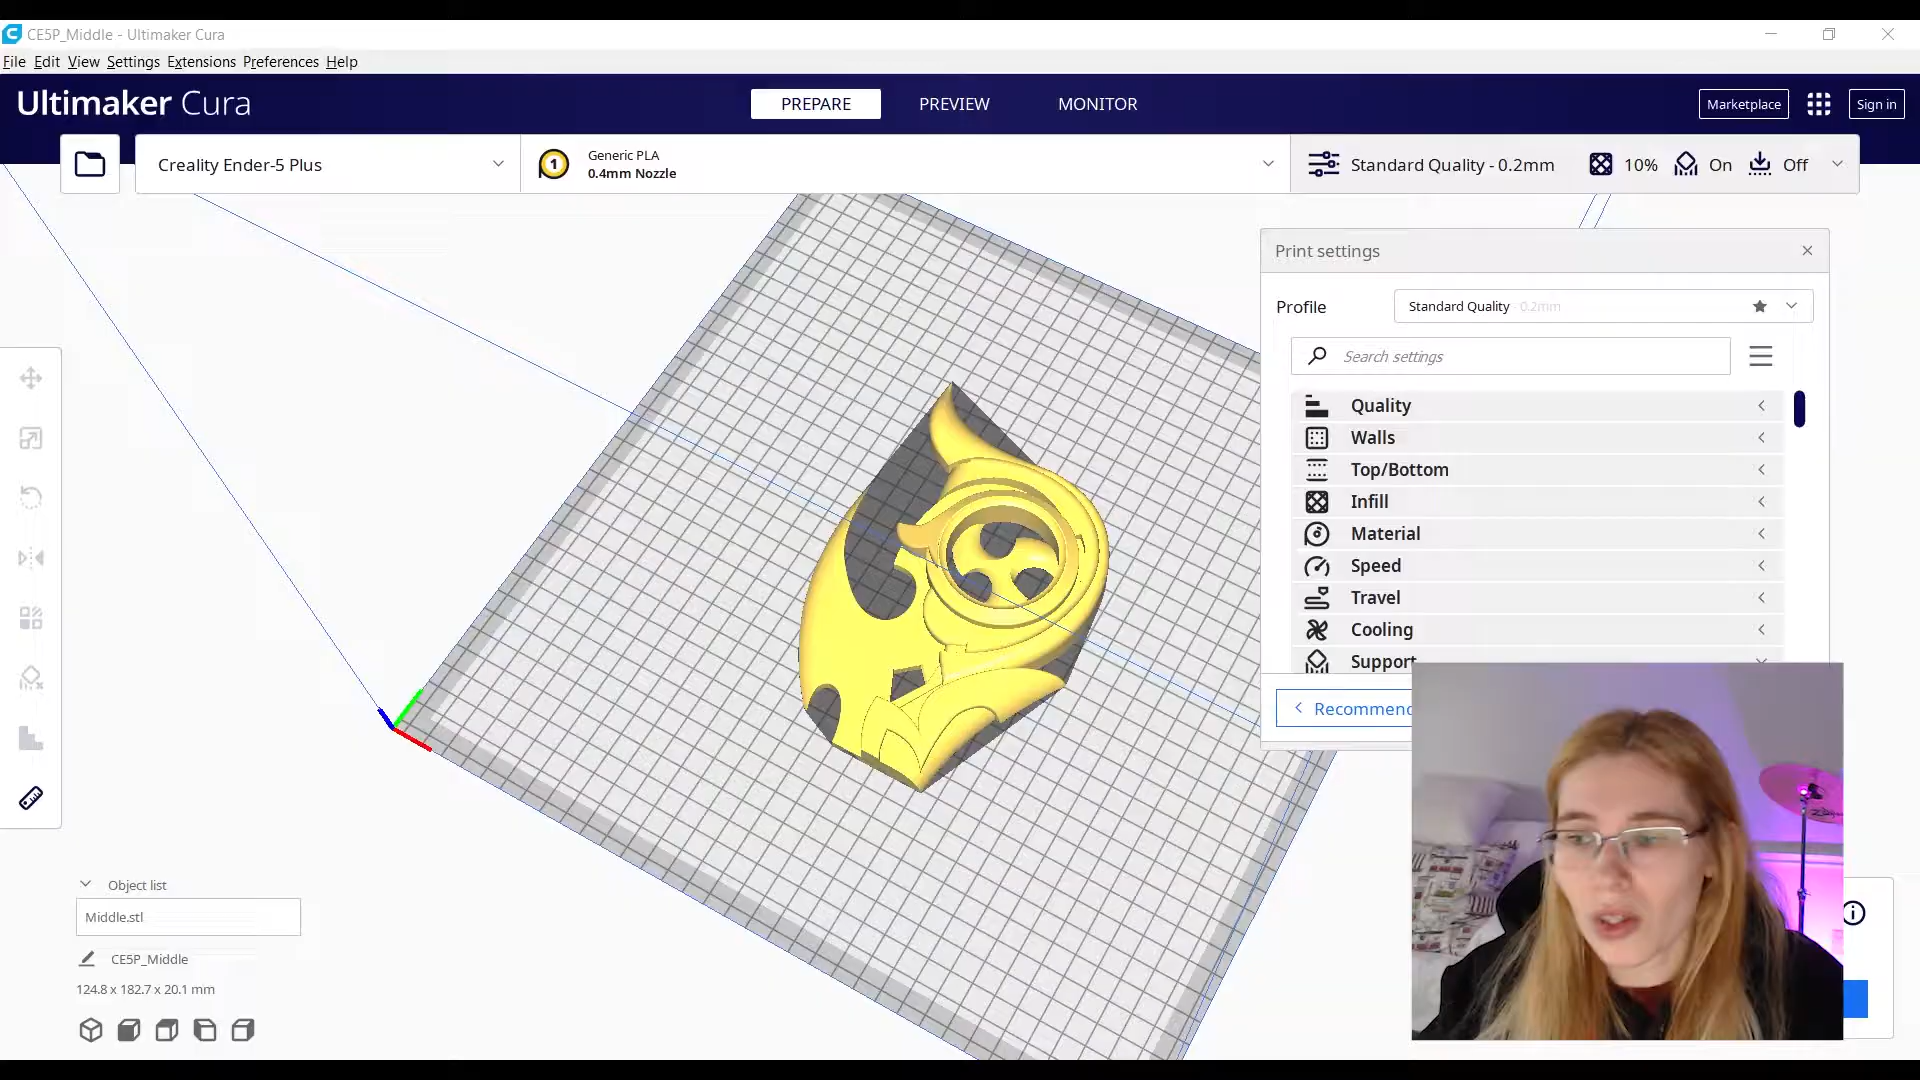 CE5P_Middle - Ultimaker Cura
File Edit View Settings Extensions Preferences Help
Ultimaker Cura
PREPARE PREVIEW MONITOR
Marketplace Sign in
Creality Ender-5 Plus
1
Generic PLA
0.4mm Nozzle
Standard Quality - 0.2mm 10% On Off
Print settings
Profile Standard Quality - 0.2mm
Search settings
Quality
Walls
Top/Bottom
Infill
Material
Speed
Travel
Cooling
Support
Recommen
Object list
Middle.stl
CE5P_Middle
124.8 x 182.7 x 20.1 mm